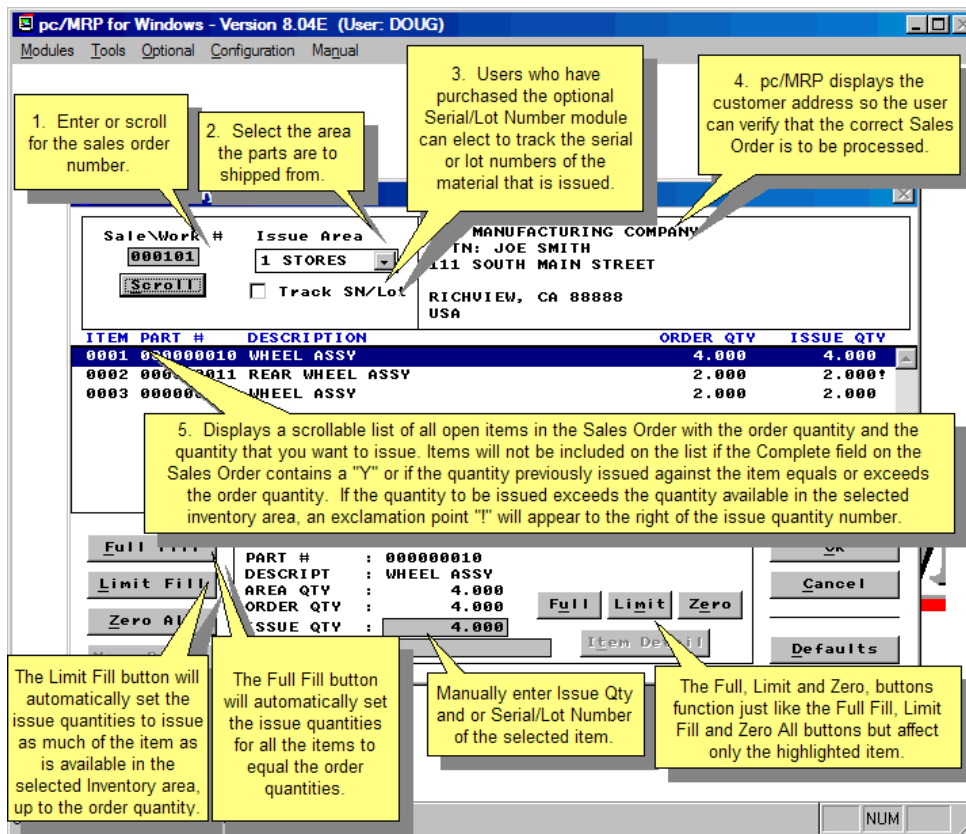 pc/MRP for Windows - Version 8.04E (User: DOUG)
Modules Tools Optional Configuration Manual
1. Enter or scroll
for the sales order
number.
2. Select the area
the parts are to
shipped from.
3. Users who have
purchased the optional
Serial/Lot Number module
can elect to track the serial
or lot numbers of the
material that is issued.
4. pc/MRP displays the
customer address so the user
can verify that the correct Sales
Order is to be processed.
Sale\Work #
000101
Scroll
Issue Area
1 STORES
Track SN/Lot
MANUFACTURING COMPANY
JOE SMITH
111 SOUTH MAIN STREET
RICHVIEW, CA 88888
USA
ITEM PART # DESCRIPTION ORDER QTY ISSUE QTY
0001 000000010 WHEEL ASSY 4.000 4.000
0002 REAR WHEEL ASSY 2.000 2.000!
0003 WHEEL ASSY 2.000 2.000
5. Displays a scrollable list of all open items in the Sales Order with the order quantity and the
quantity that you want to issue. Items will not be included on the list if the Complete field on
the Sales Order contains a "Y" or if the quantity previously issued against the item equals or exceeds
the order quantity. If the quantity to be issued exceeds the quantity available in the selected
inventory area, an exclamation point "!" will appear to the right of the issue quantity number.
Full Fill
Limit Fill
Zero All
PART # : 000000010
DESCRIPT : WHEEL ASSY
AREA QTY : 4.000
ORDER QTY : 4.000
ISSUE QTY : 4.000
Full Limit Zero
Item Detail
OK
Cancel
Defaults
The Limit Fill button will
automatically set the
issue quantities to issue
as much of the item as
is available in the
selected Inventory area,
up to the order quantity.
The Full Fill button
will automatically set
the issue quantities
for all the items to
equal the order
quantities.
Manually enter Issue Qty
and or Serial/Lot Number
of the selected item.
The Full, Limit and Zero, buttons
function just like the Full Fill, Limit
Fill and Zero All buttons but affect
only the highlighted item.
NUM